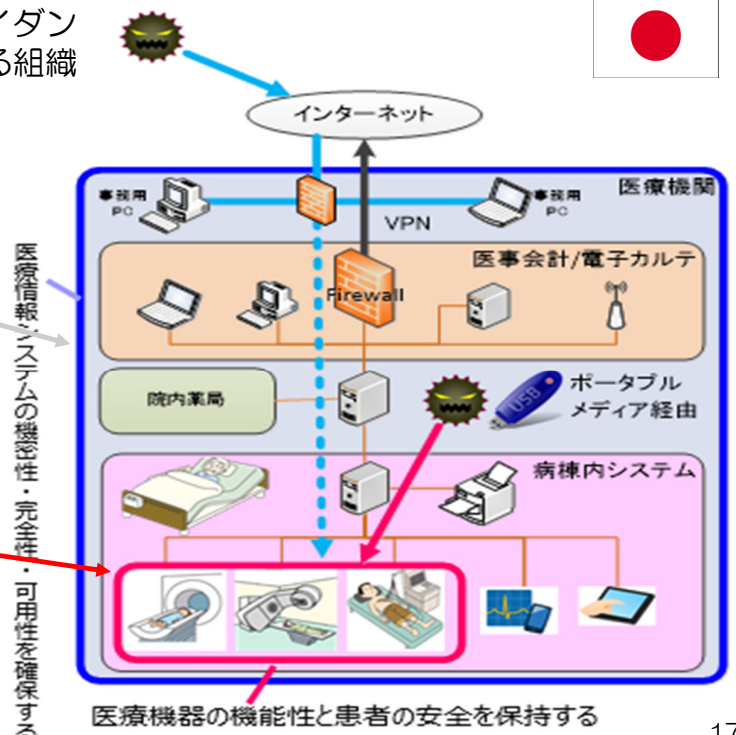 イダン
る組織
インターネット
医療機関
事務用
PC
事務用
PC
VPN
医事会計/電子カルテ
Firewall
院内薬局
USB
ポータブル
メディア経由
病棟内システム
医療情報システムの機密性・完全性・可用性を確保する
医療機器の機能性と患者の安全を保持する
17